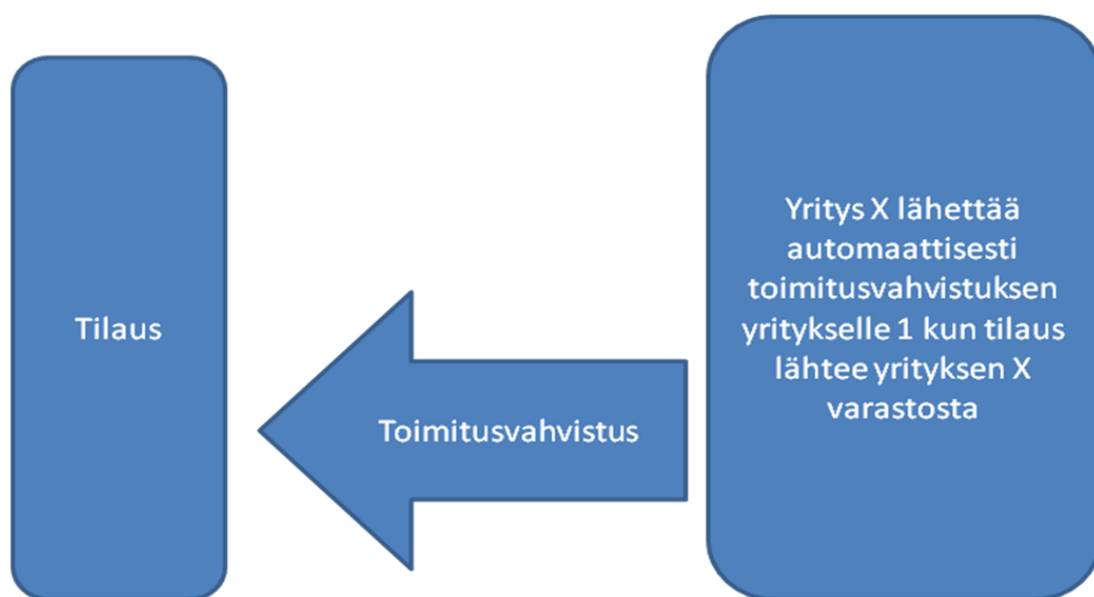 Tilaus
Toimitusvahvistus
Yritys X lähettää
automaattisesti
toimitusvahvistuksen
yritykselle 1 kun tilaus
lähtee yrityksen X
varastosta